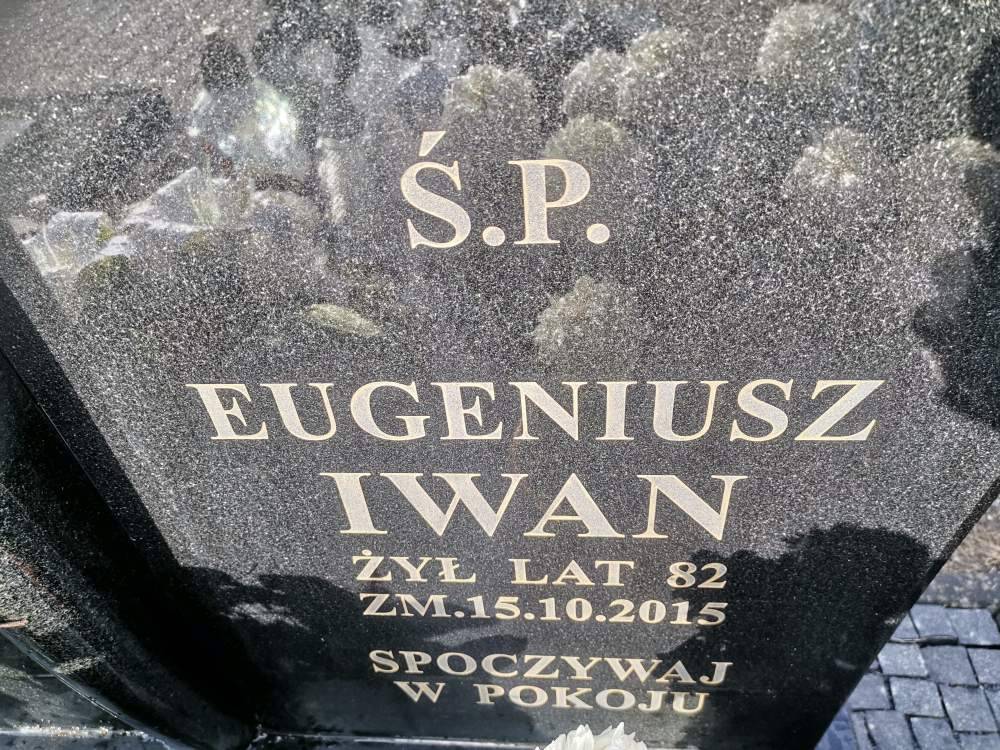 Ś.P.
EUGENIUSZ
IWAN
ŻYŁ LAT 82
ZM.15.10.2015
SPOCZYWAJ
W POKOJU